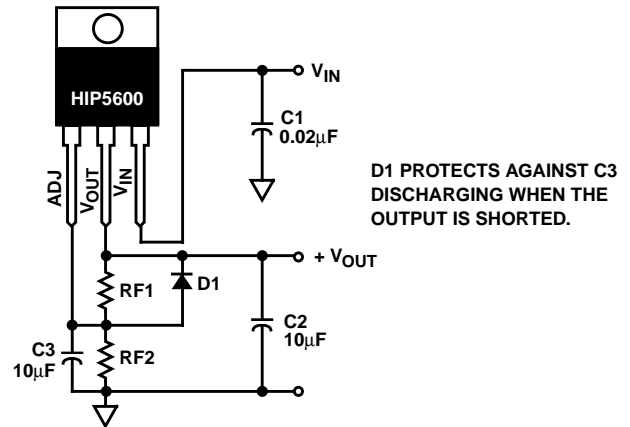 HIP5600
ADJ
VOUT
VIN
VIN
C1
0.02µF
D1 PROTECTS AGAINST C3
DISCHARGING WHEN THE
OUTPUT IS SHORTED.
+ VOUT
RF1
D1
C2
10µF
C3
10µF
RF2